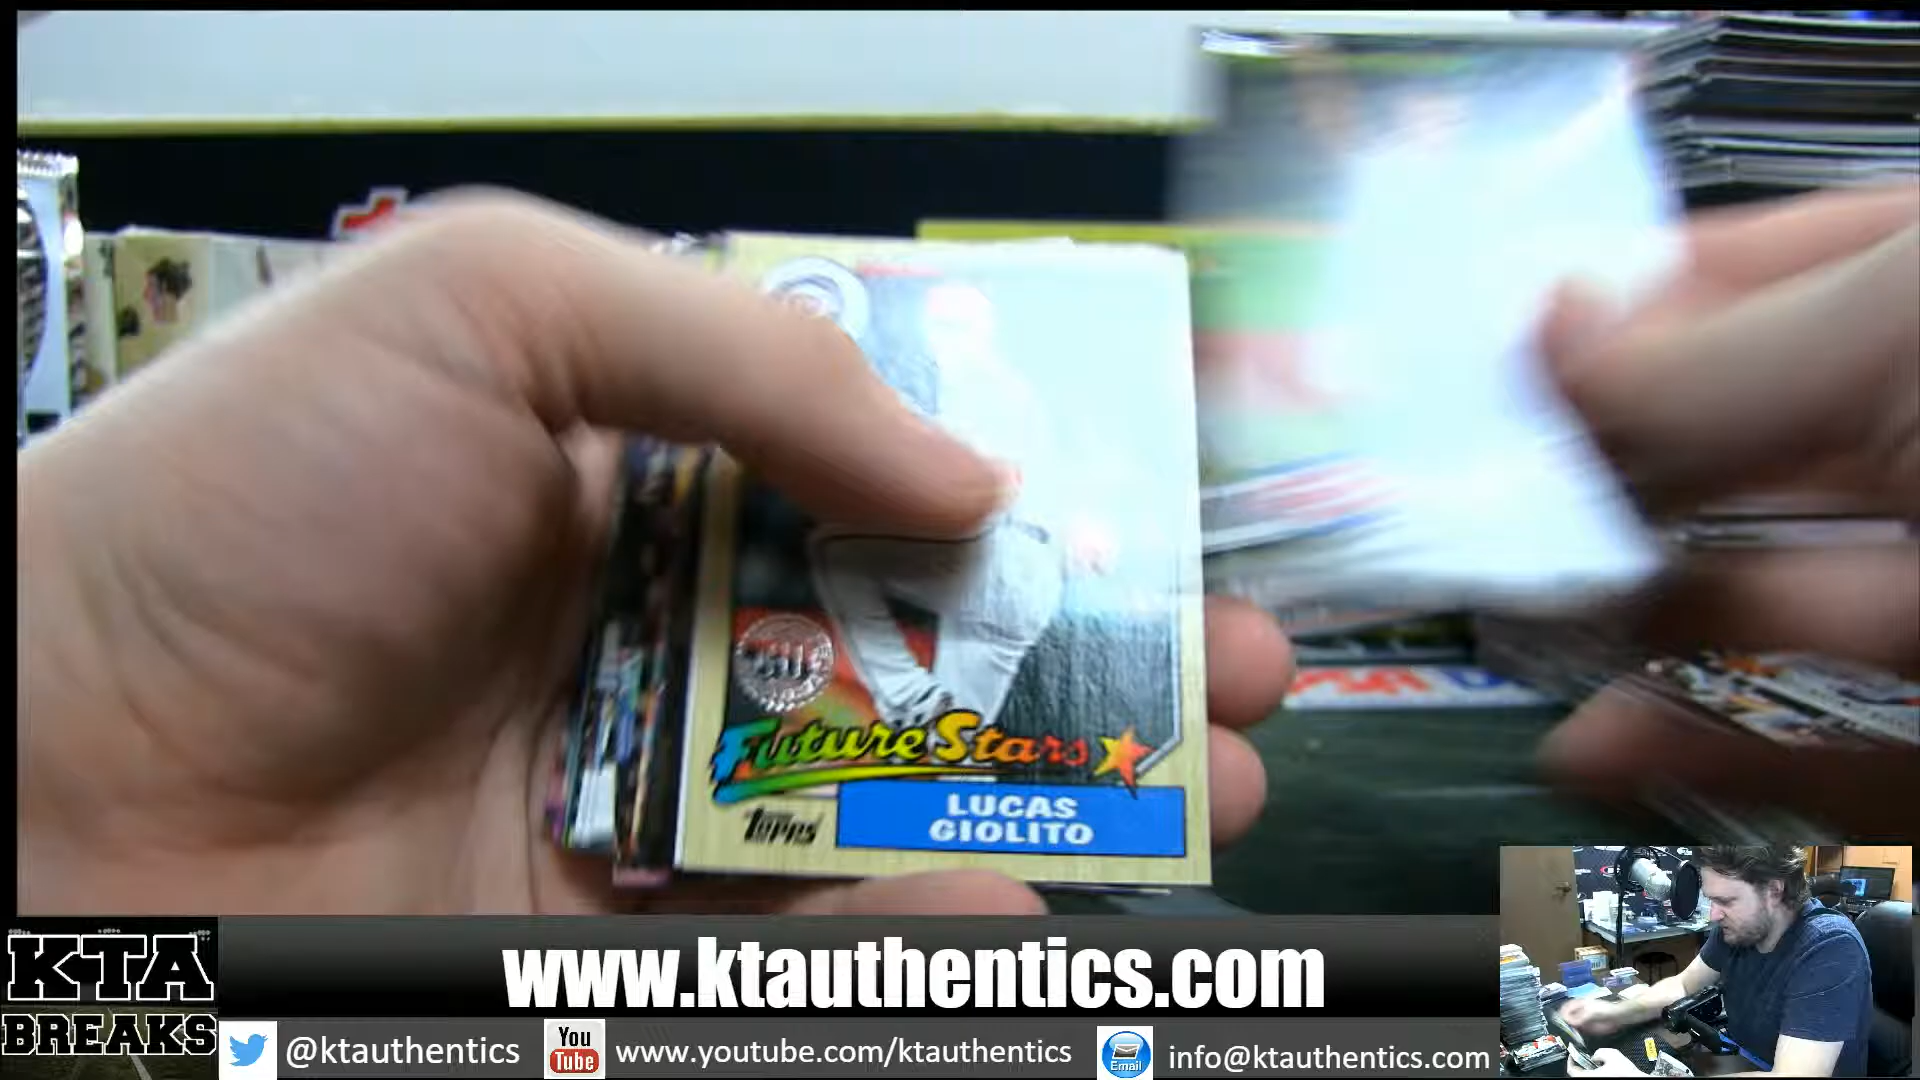 Future Stars
Topps
LUCAS
GIOLITO
KTA
BREAKS
www.ktauthentics.com
@ktauthentics
You
Tube
www.youtube.com/ktauthentics
Email
info@ktauthentics.com